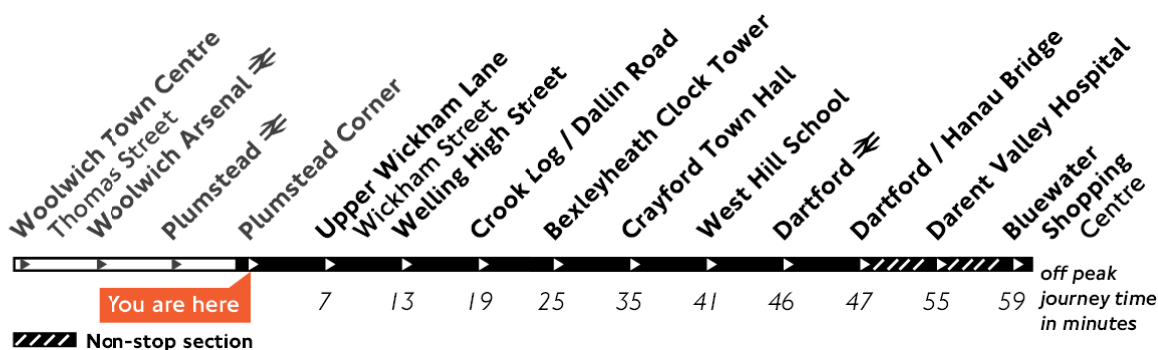 Woolwich Town Centre
Thomas Street
Woolwich Arsenal
Plumstead
Plumstead Corner
Upper Wickham Lane
Wickham Street
Welling High Street
Crook Log / Dallin Road
Bexleyheath Clock Tower
Crayford Town Hall
West Hill School
Dartford
Dartford / Hanau Bridge
Darent Valley Hospital
Bluewater
Shopping
Centre
You are here
7 13 19 25 35 41 46 47 55 59
off peak
journey time
in minutes
Non-stop section